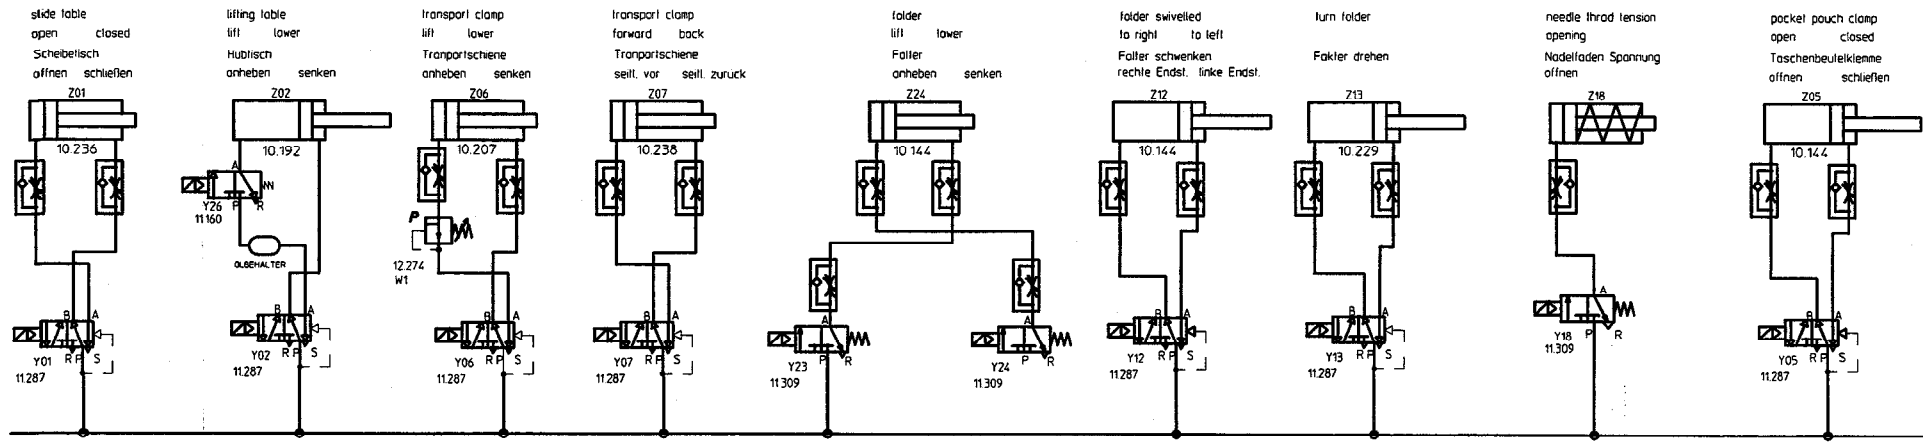 slide table
open closed
Scheibetisch
offnen schließen
Z01
10.236
Y01
11.287
B A
R P S
lifting table
lift lower
Hubtisch
anheben senken
Z02
10.192
A
Y26 P R
11.160
OLBEHALTER
B A
Y02 R P S
11.287
transport clamp
lift lower
Tranportschiene
anheben senken
Z06
10.207
P
12.274
W1
B A
Y06 R P S
11.287
transport clamp
forward back
Tranportschiene
seitl. vor seitl. zurück
Z07
10.238
B A
Y07 R P S
11.287
folder
lift lower
Falter
anheben senken
Z24
10 144
A
Y23 P R
11309
A
Y24 P R
11.309
folder swivelled
to right to left
Falter schwenken
rechte Endst. linke Endst.
Z12
10.144
B A
Y12 R P S
11.287
turn folder
Fakter drehen
Z13
10.229
B A
Y13 R P S
11.287
needle thrad tension
opening
Nadelfaden Spannung
offnen
Z18
A
P R
Y18
11.309
pocket pouch clamp
open closed
Taschenbeutelklemme
offnen schließen
Z05
10.144
B A
Y05 R P S
11.287